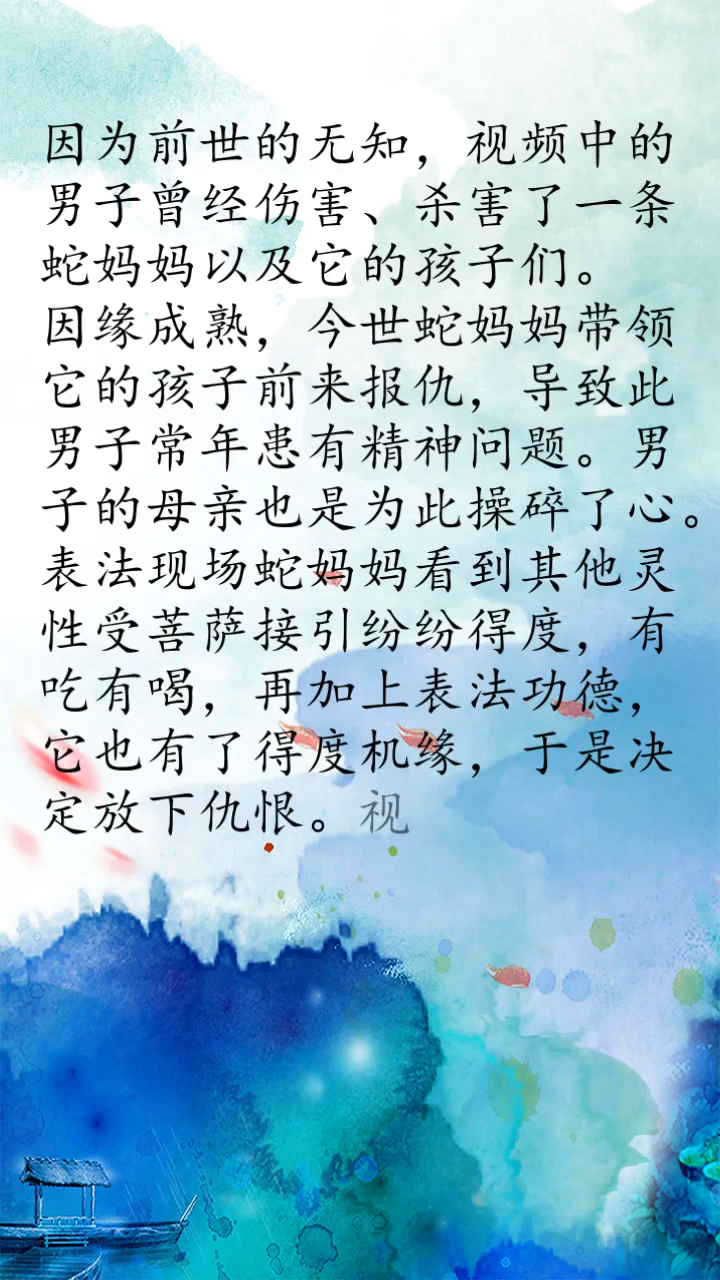 因为前世的无知，视频中的
男子曾经伤害、杀害了一条
蛇妈妈以及它的孩子们。
因缘成熟，今世蛇妈妈带领
它的孩子前来报仇，导致此
男子常年患有精神问题。男
子的母亲也是为此操碎了心。
表法现场蛇妈妈看到其他灵
性受菩萨接引纷纷得度，有
吃有喝，再加上表法功德，
它也有了得度机缘，于是决
定放下仇恨。视